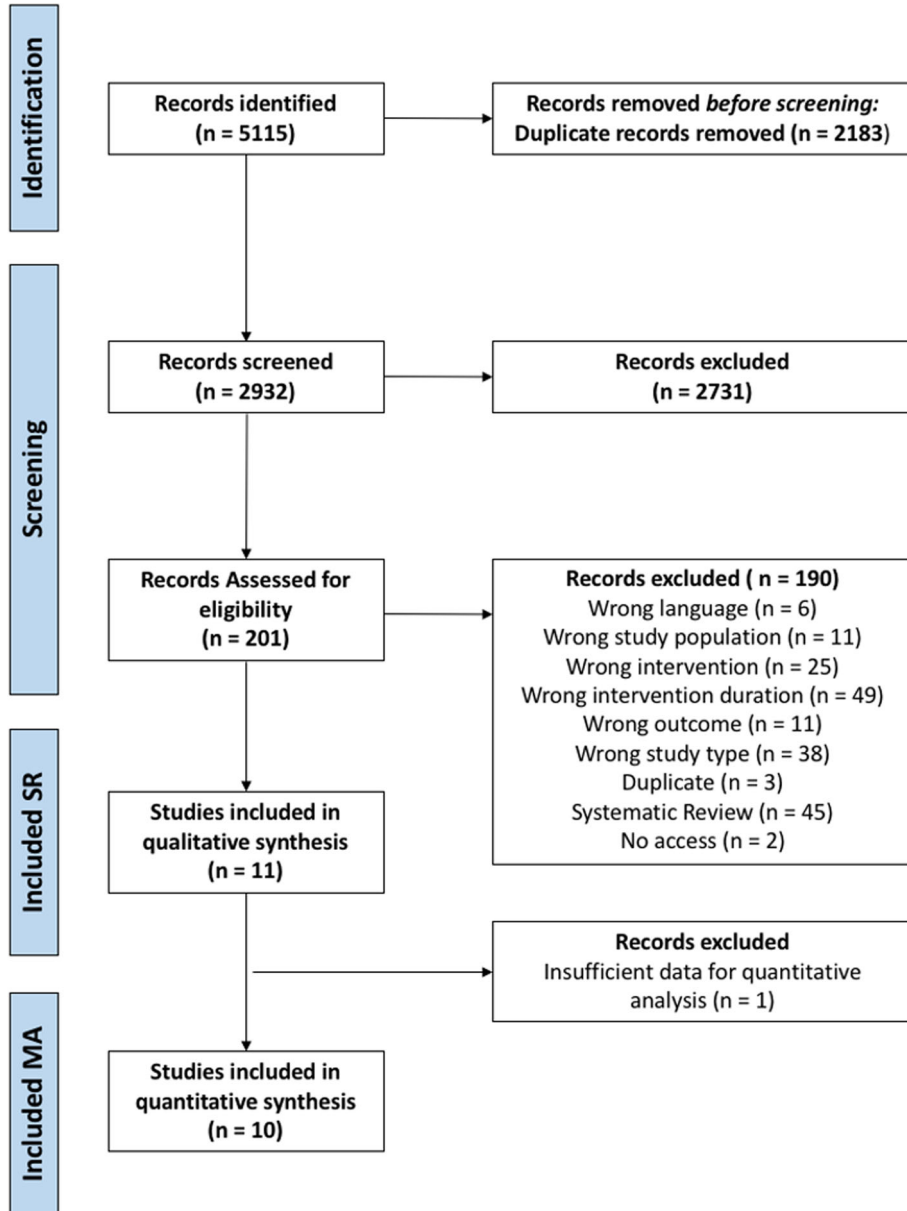 Identification
Records identified
(n = 5115)
Records removed before screening:
Duplicate records removed (n = 2183)
Screening
Records screened
(n = 2932)
Records excluded
(n = 2731)
Records Assessed for
eligibility
(n = 201)
Records excluded ( n = 190)
Wrong language (n = 6)
Wrong study population (n = 11)
Wrong intervention (n = 25)
Wrong intervention duration (n = 49)
Wrong outcome (n = 11)
Wrong study type (n = 38)
Duplicate (n = 3)
Systematic Review (n = 45)
No access (n = 2)
Included SR
Studies included in
qualitative synthesis
(n = 11)
Records excluded
Insufficient data for quantitative
analysis (n = 1)
Included MA
Studies included in
quantitative synthesis
(n = 10)